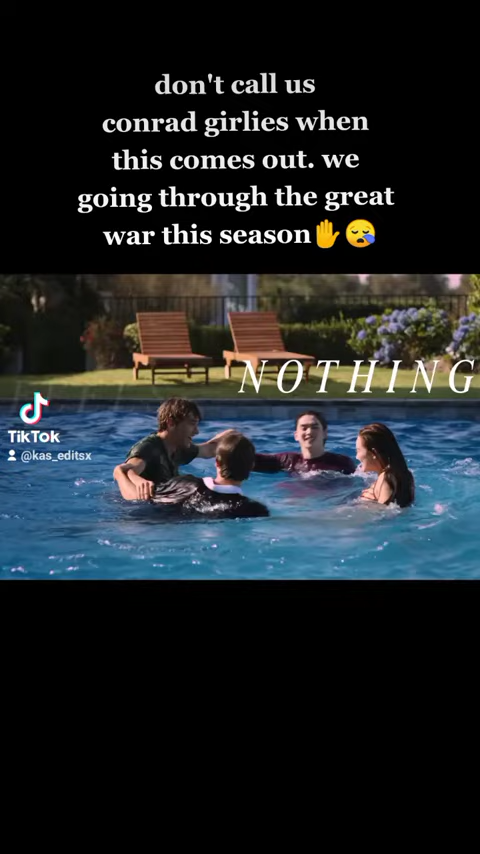 don't call us
conrad girlies when
this comes out. we
going through the great
war this season✋😪
NOTHING
TikTok
@kas_editsx